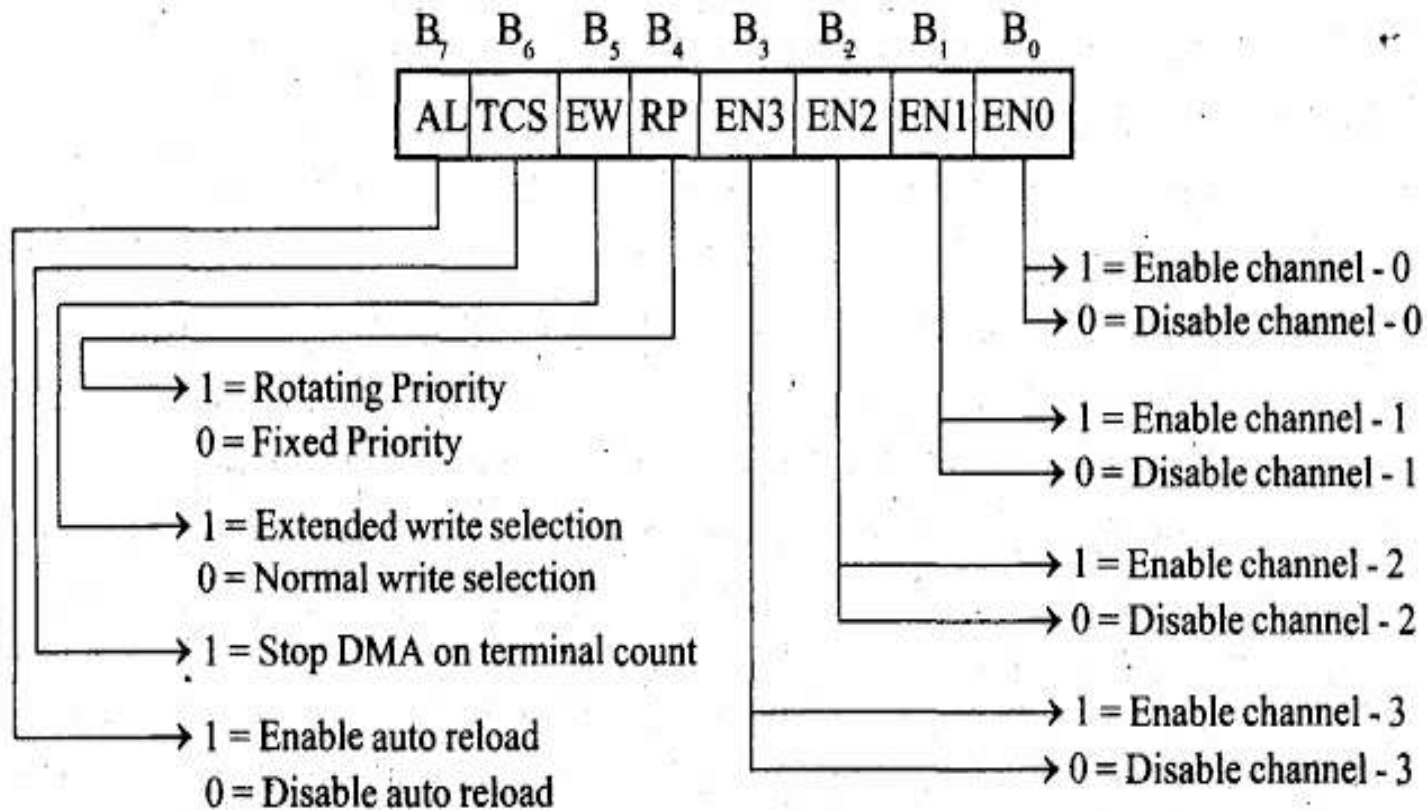 B₇ B₆ B₅ B₄ B₃ B₂ B₁ B₀
AL TCS EW RP EN3 EN2 EN1 EN0
1 = Enable channel - 0
0 = Disable channel - 0
1 = Rotating Priority
0 = Fixed Priority
1 = Enable channel - 1
0 = Disable channel - 1
1 = Extended write selection
0 = Normal write selection
1 = Enable channel - 2
0 = Disable channel - 2
1 = Stop DMA on terminal count
1 = Enable channel - 3
0 = Disable channel - 3
1 = Enable auto reload
0 = Disable auto reload